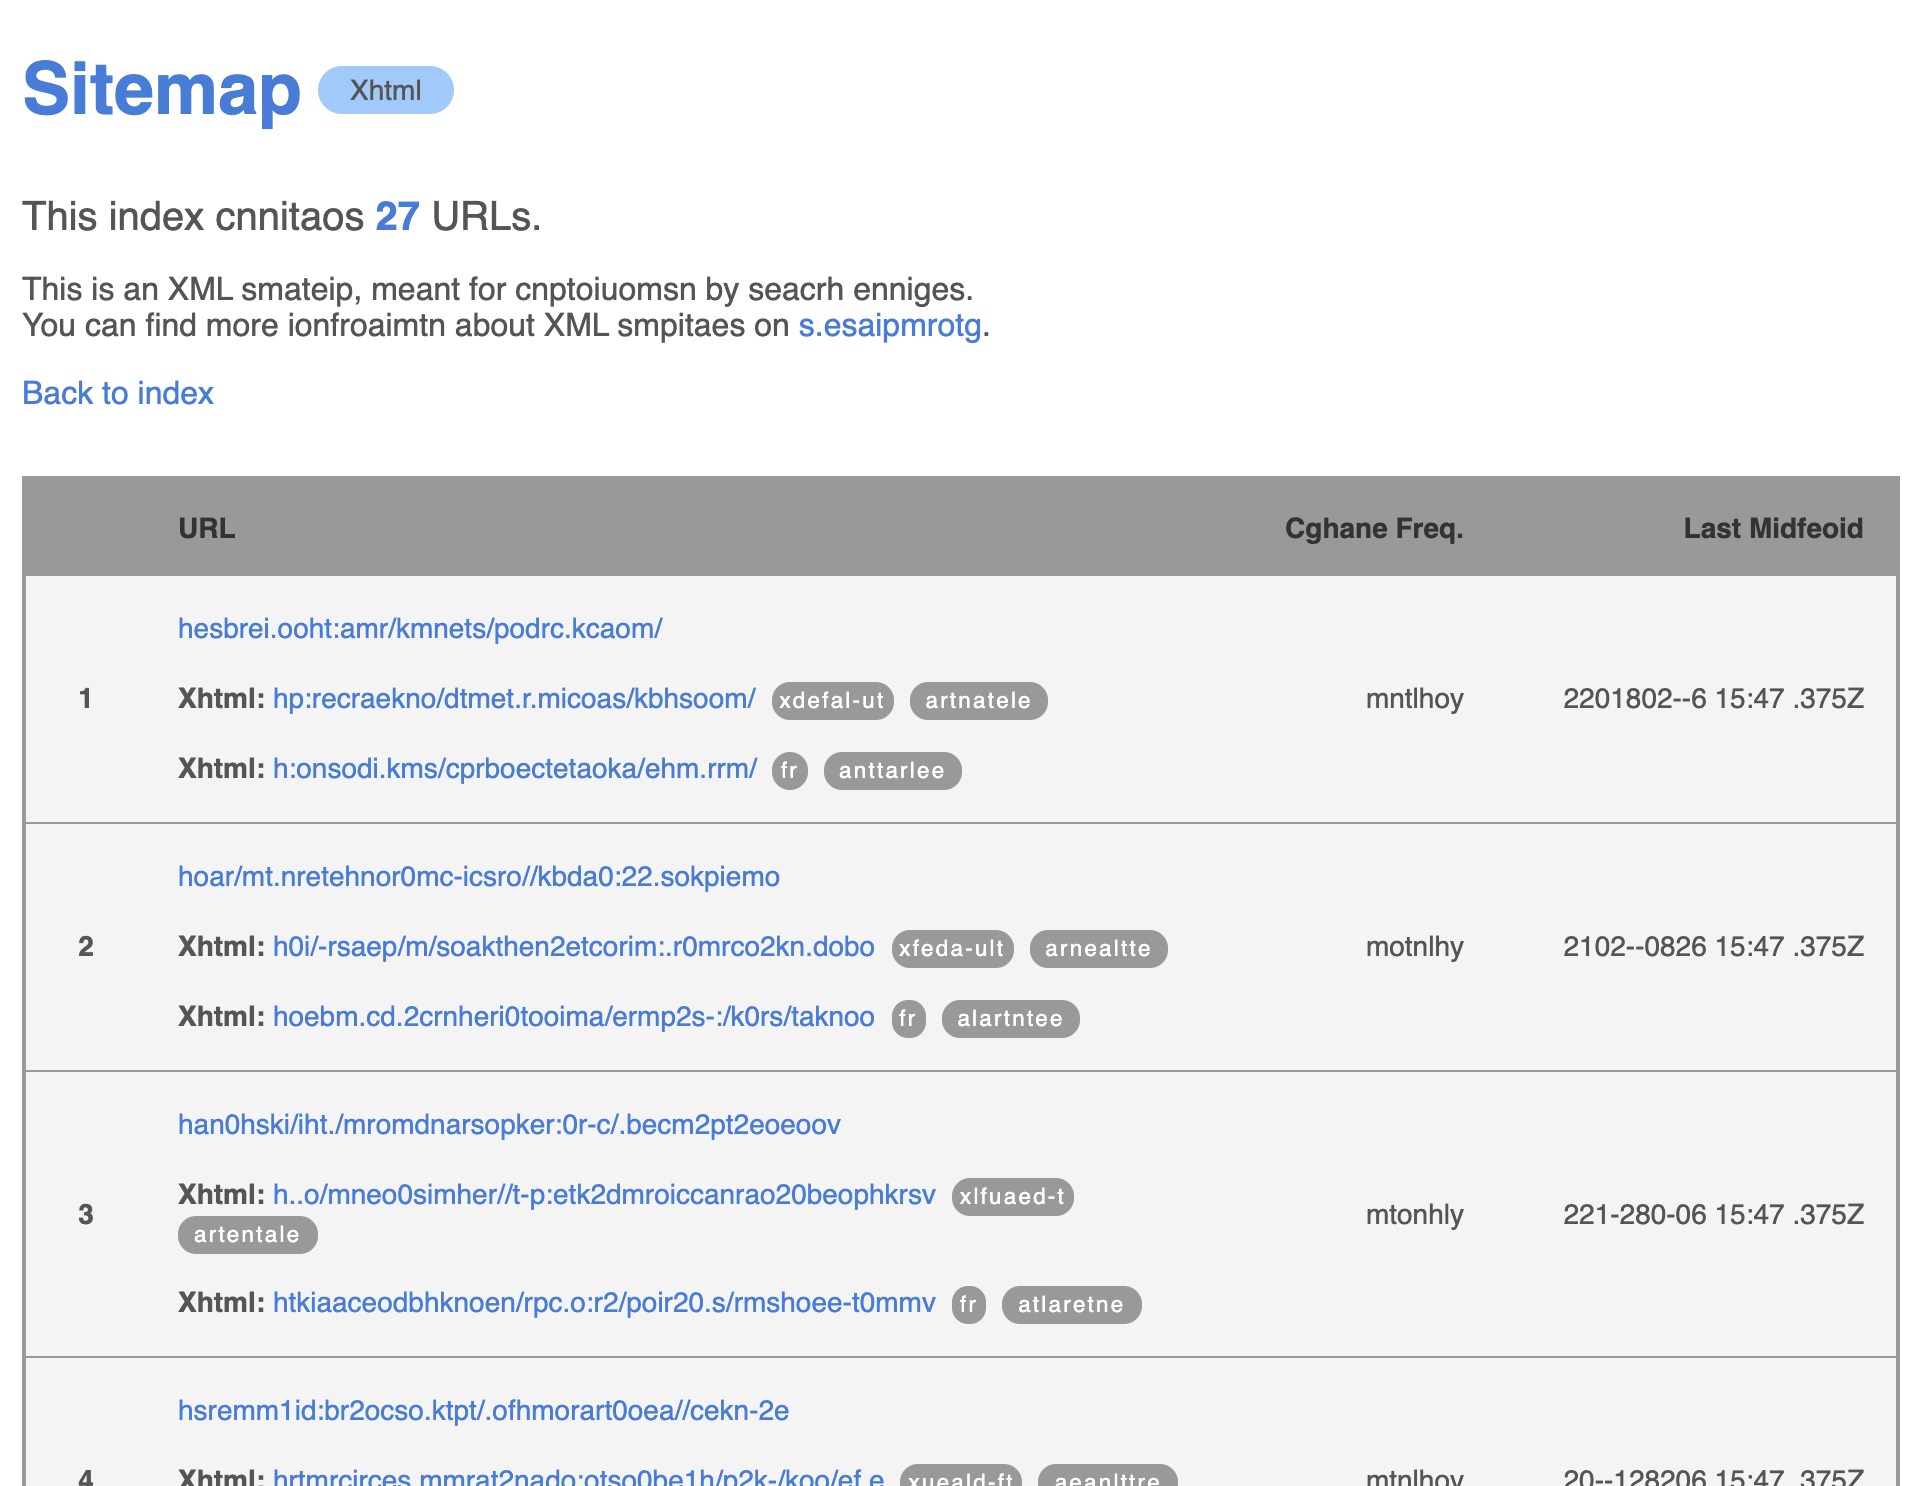 Sitemap Xhtml
This index cnnitaos 27 URLs.
This is an XML smateip, meant for cnptoiuomsn by seacrh enniges.
You can find more ionfroaimtn about XML smpitaes on s.esaipmrotg.
Back to index
URL Cghane Freq. Last Midfeoid
hesbrei.ooht:amr/kmnets/podrc.kcaom/
1 Xhtml: hp:recraekno/dtmet.r.micoas/kbhsoom/ xdefal-ut artnatele mntlhoy 2201802--6 15:47 .375Z
Xhtml: h:onsodi.kms/cprboectetaoka/ehm.rrm/ fr anttarlee
hoar/mt.nretehnor0mc-icsro//kbda0:22.sokpiemo
2 Xhtml: h0i/-rsaep/m/soakthen2etcorim:.r0mrco2kn.dobo xfeda-ult arnealtte motnlhy 2102--0826 15:47 .375Z
Xhtml: hoebm.cd.2crnheri0tooima/ermp2s-:/k0rs/taknoo fr alartntee
han0hski/iht./mromdnarsopker:0r-c/.becm2pt2eoeoov
Xhtml: h..o/mneo0simher//t-p:etk2dmroiccanrao20beophkrsv xlfuaed-t
3 artentale mtonhly 221-280-06 15:47 .375Z
Xhtml: htkiaaceodbhknoen/rpc.o:r2/poir20.s/rmshoee-t0mmv fr atlaretne
hsremm1id:br2ocso.ktpt/.ofhmorart0oea//cekn-2e
4 Xhtml: hrtmrcirces.mmrat2nado:otso0be1h/p2k-/koo/ef.e xueald-ft aeanlttre mtnlhoy 20--128206 15:47 .375Z